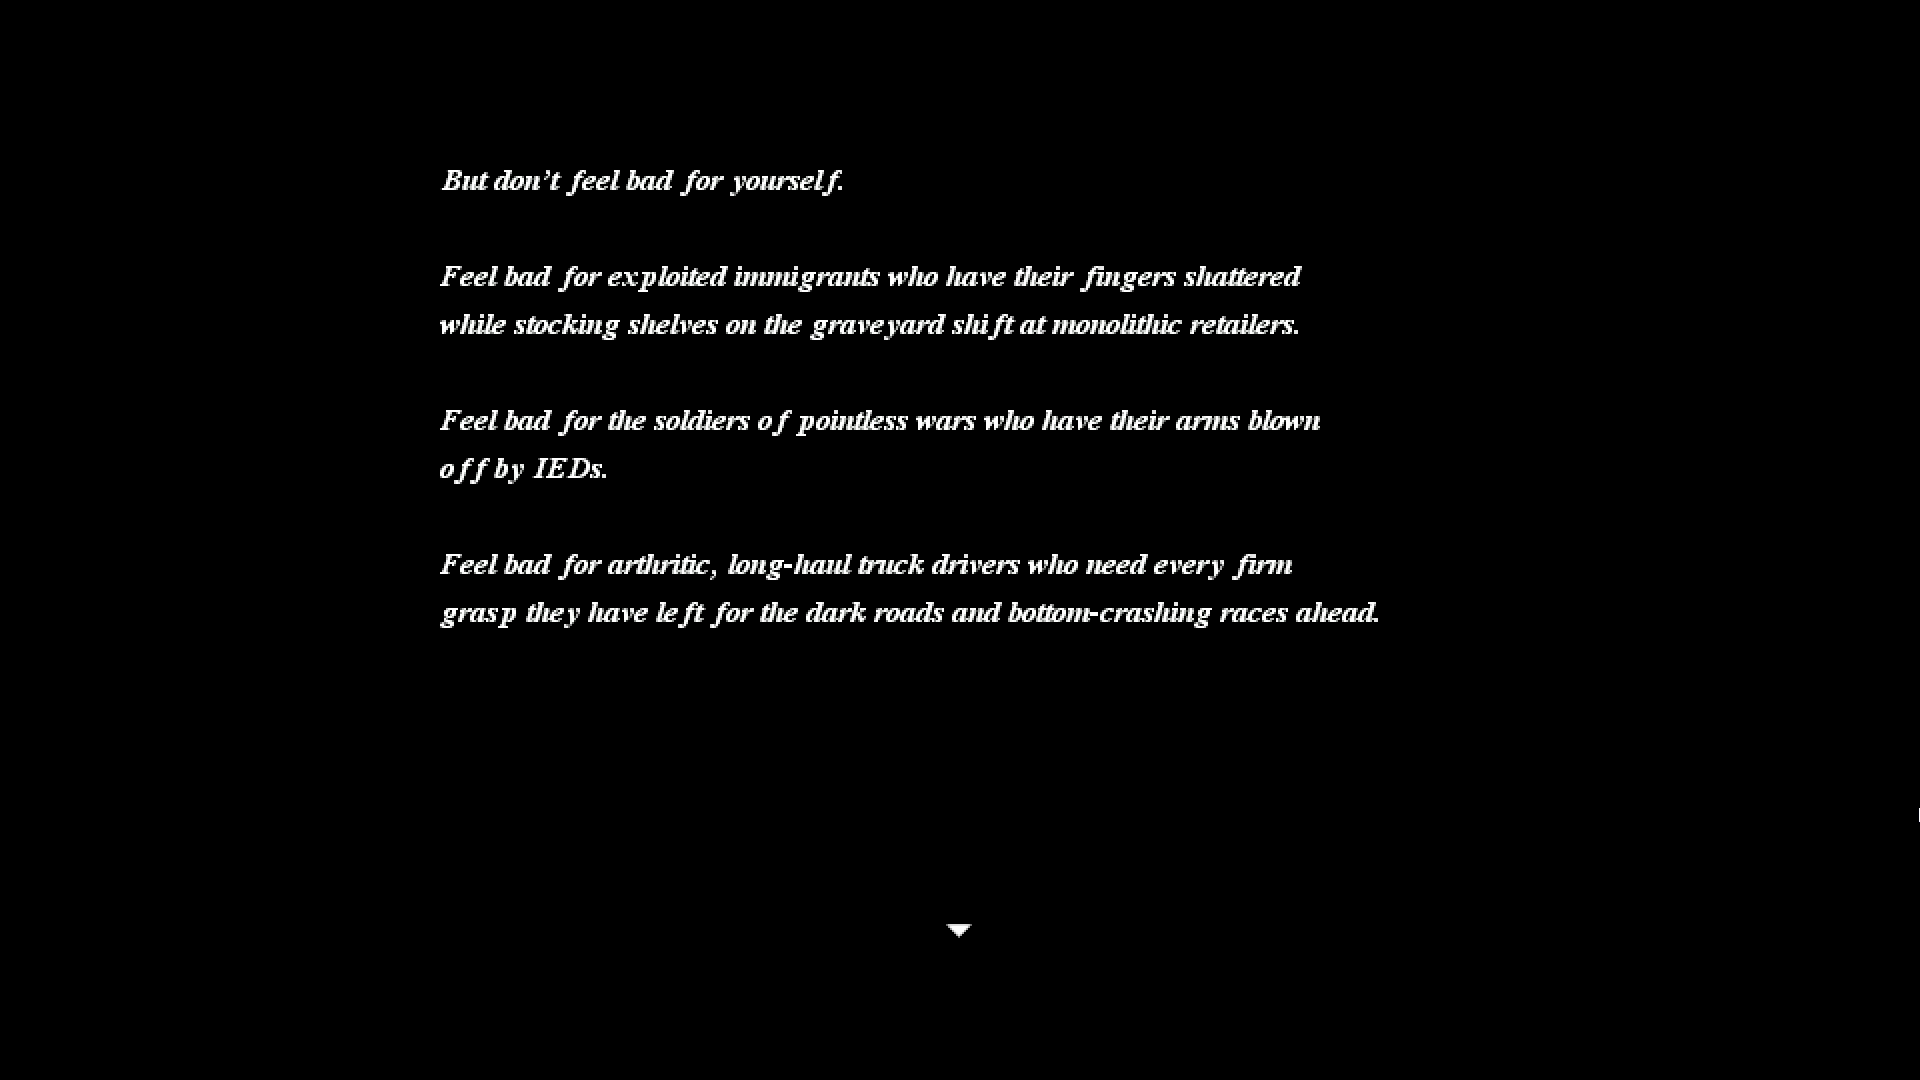 But don’t feel bad for yourself.
Feel bad for exploited immigrants who have their fingers shattered
while stocking shelves on the graveyard shift at monolithic retailers.
Feel bad for the soldiers of pointless wars who have their arms blown
off by IEDs.
Feel bad for arthritic, long-haul truck drivers who need every firm
grasp they have left for the dark roads and bottom-crashing races ahead.